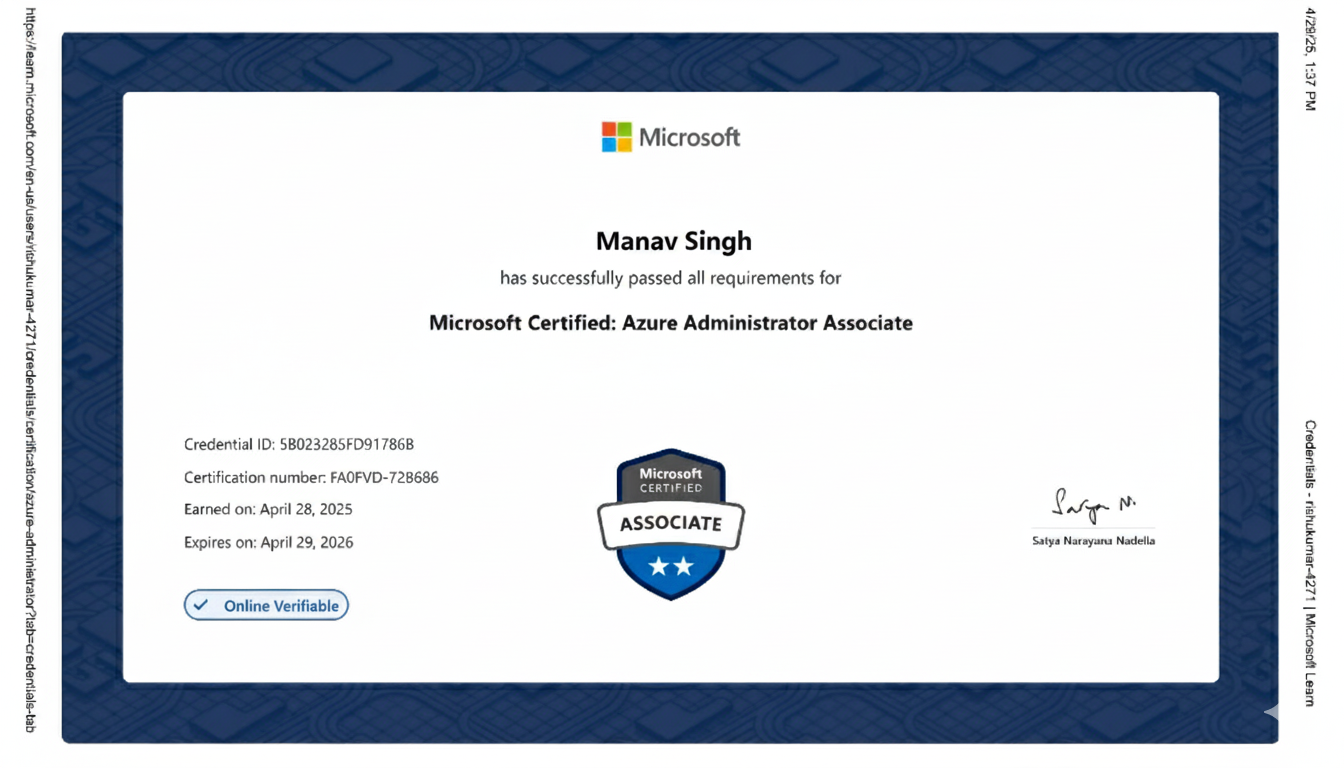 4/29/25, 1:37 PM
Credentials - rishukumar-4271 | Microsoft Learn
Microsoft
Manav Singh
has successfully passed all requirements for
Microsoft Certified: Azure Administrator Associate
Credential ID: 5B023285FD91786B
Certification number: FA0FVD-728686
Earned on: April 28, 2025
Expires on: April 29, 2026
Online Verifiable
Microsoft
CERTIFIED
ASSOCIATE
Satya N.
Satya Narayana Nadella
https://learn.microsoft.com/en-us/users/rishukumar-4271/credentials/certification/azure-administrator?tab=credentials-tab